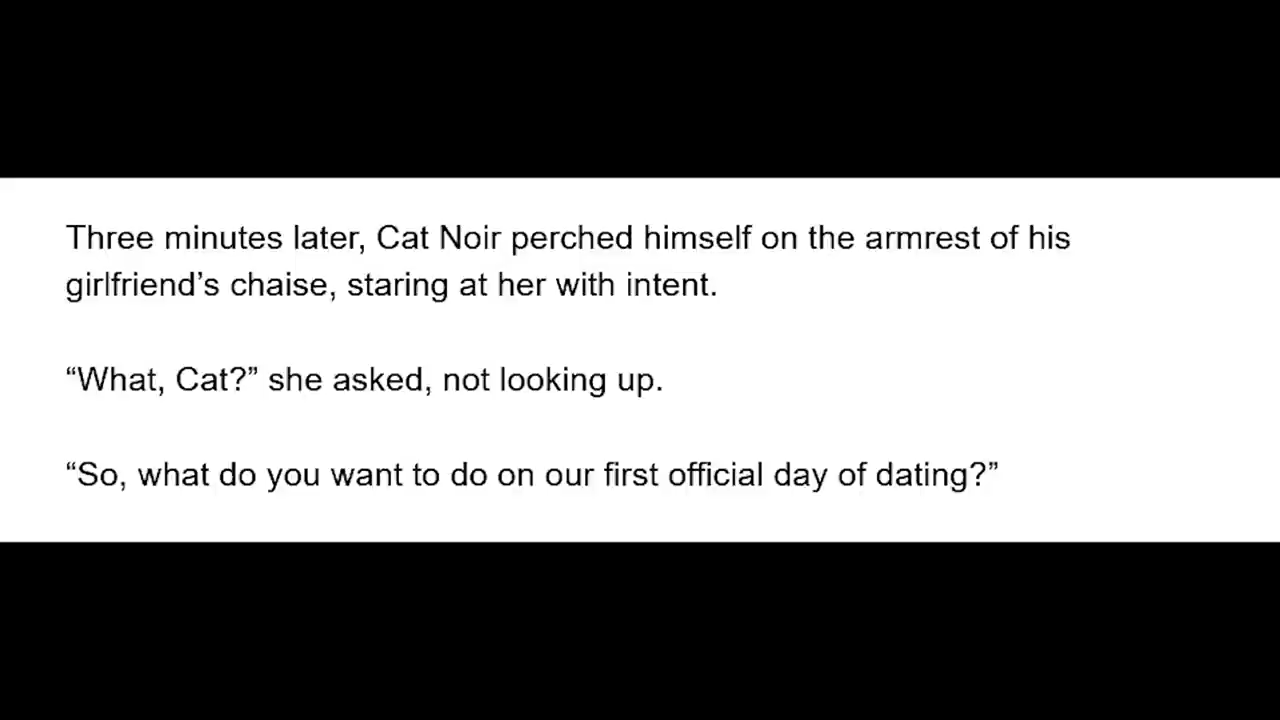 Three minutes later, Cat Noir perched himself on the armrest of his
girlfriend’s chaise, staring at her with intent.
“What, Cat?” she asked, not looking up.
“So, what do you want to do on our first official day of dating?”